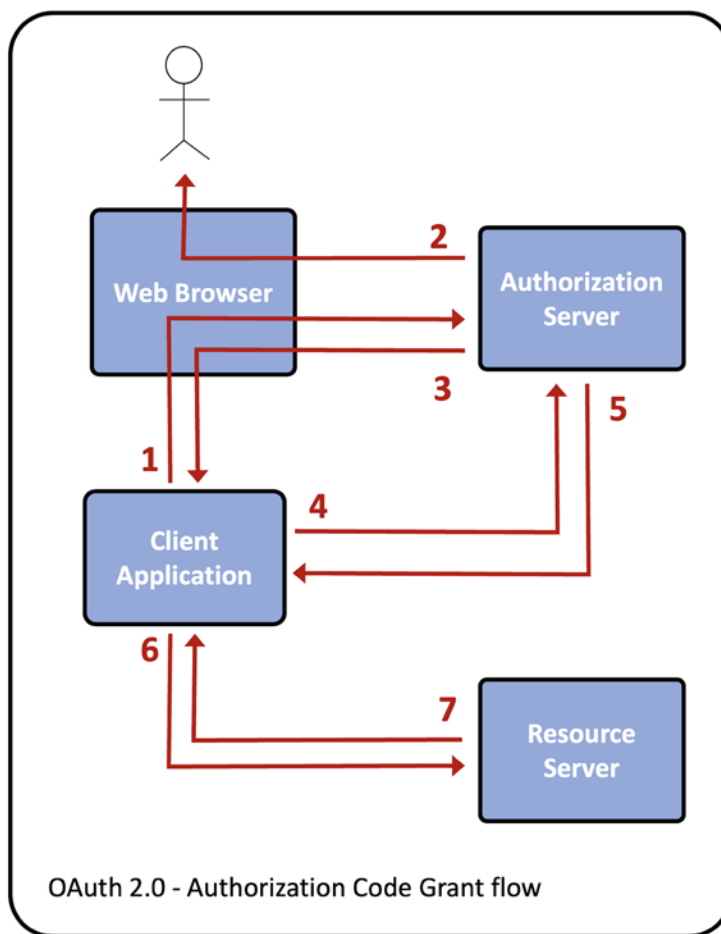 2
Web Browser
Authorization
Server
3
5
1
4
Client
Application
6
7
Resource
Server
OAuth 2.0 - Authorization Code Grant flow